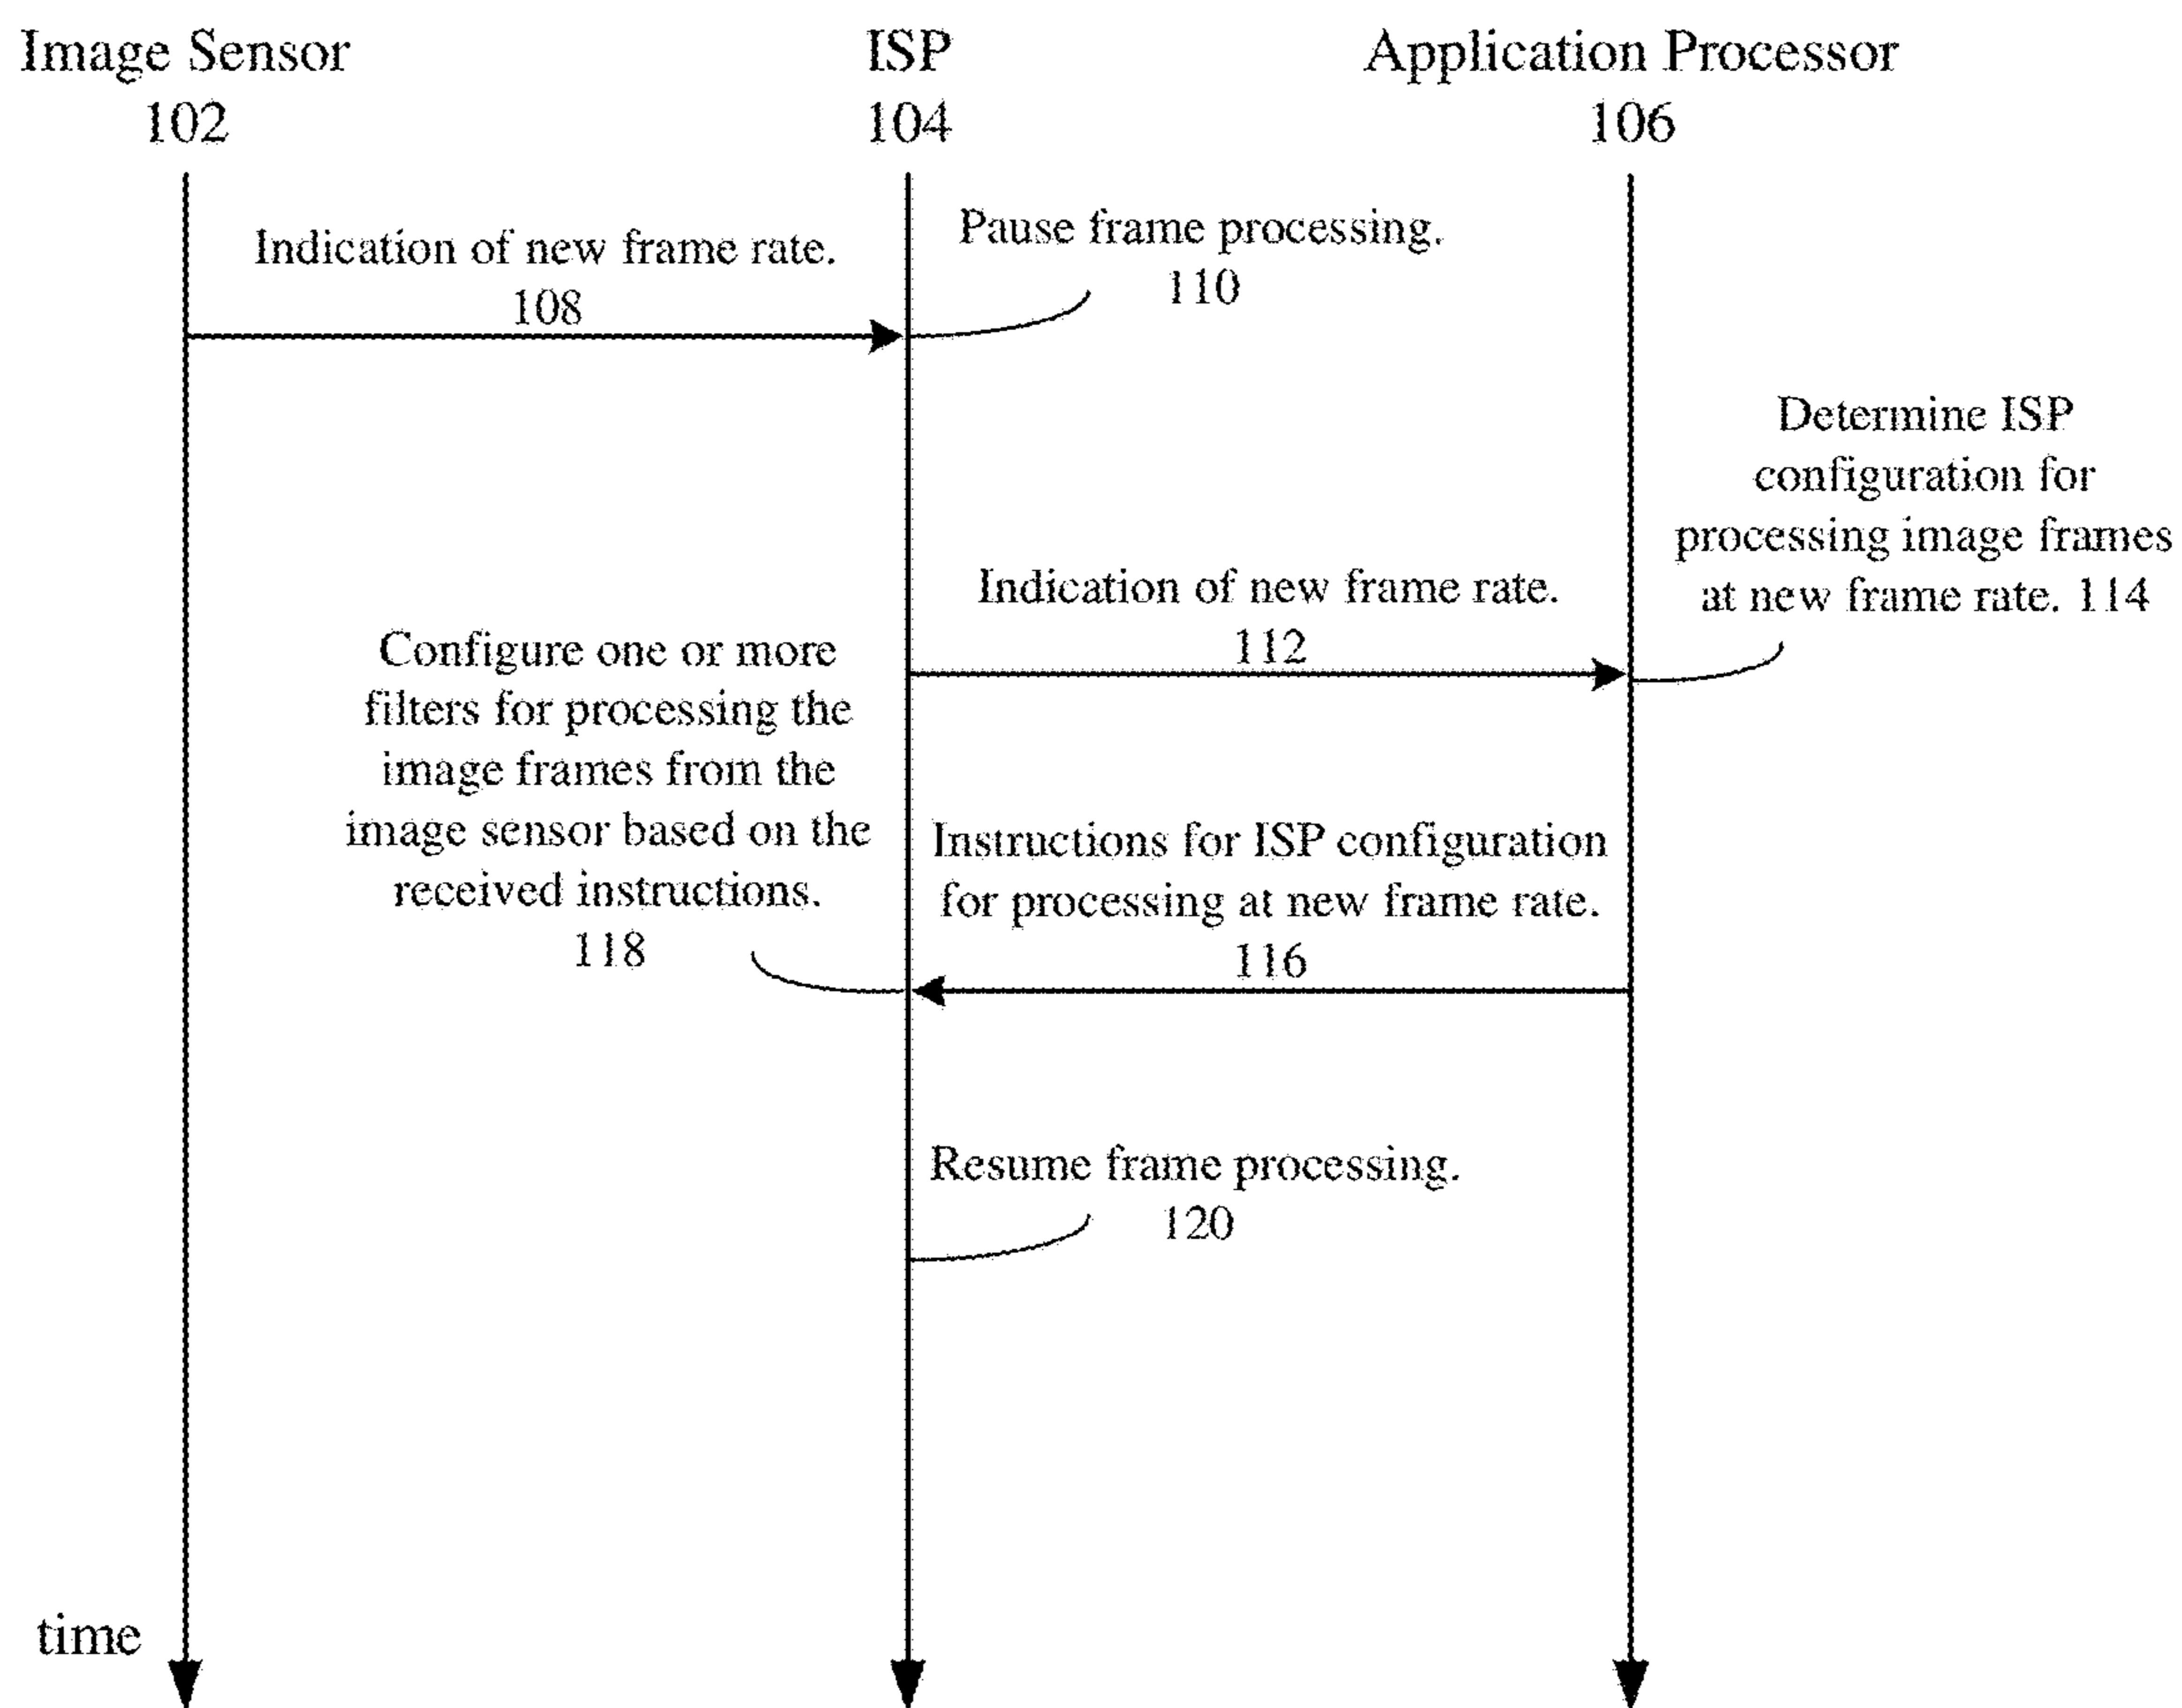 Image Sensor
102
ISP
104
Application Processor
106
Indication of new frame rate.
108
Pause frame processing.
110
Determine ISP
configuration for
processing image frames
at new frame rate. 114
Indication of new frame rate.
112
Configure one or more
filters for processing the
image frames from the
image sensor based on the
received instructions.
118
Instructions for ISP configuration
for processing at new frame rate.
116
Resume frame processing.
120
time